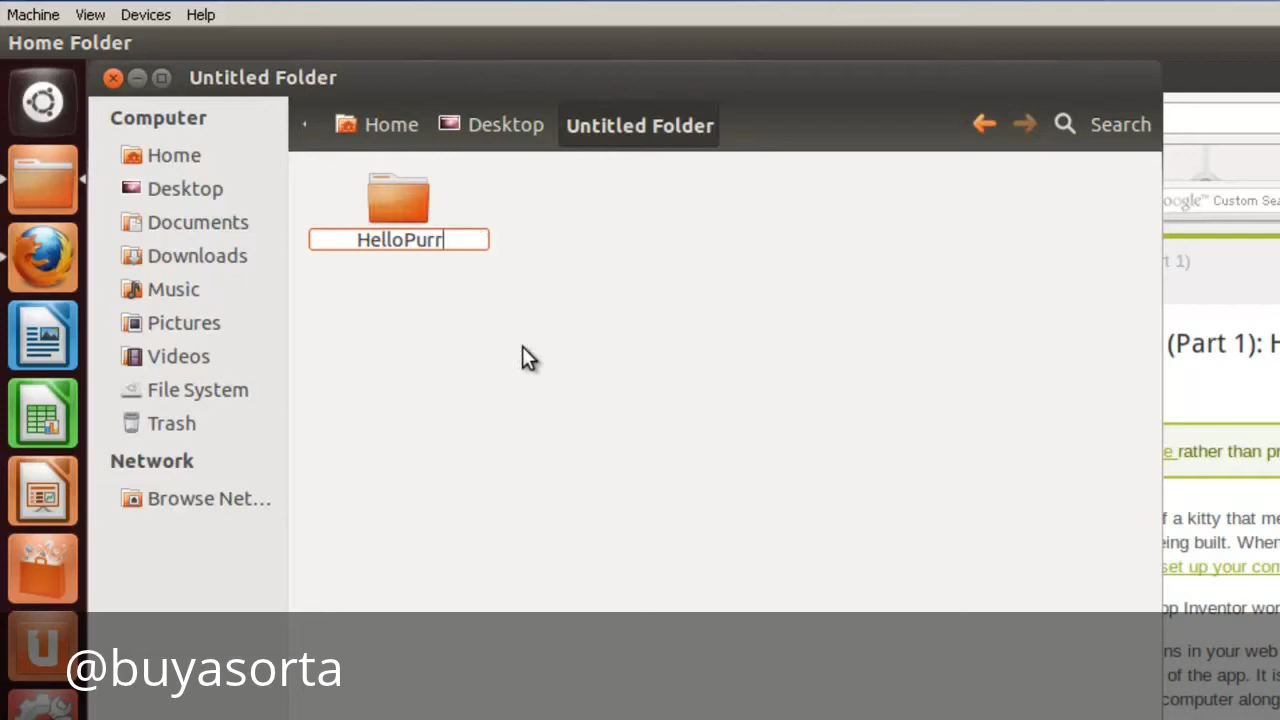 Machine View Devices Help
Home Folder
Untitled Folder
Computer
Home
Desktop
Documents
Downloads
Music
Pictures
Videos
File System
Trash
Network
Browse Net...
Home Desktop Untitled Folder Search
HelloPurr
Custom Sea
rt 1)
(Part 1): H
e rather than pr
f a kitty that me
eing built. When
set up your com
pp Inventor wor
ns in your web
of the app. It is
computer along
@buyasorta